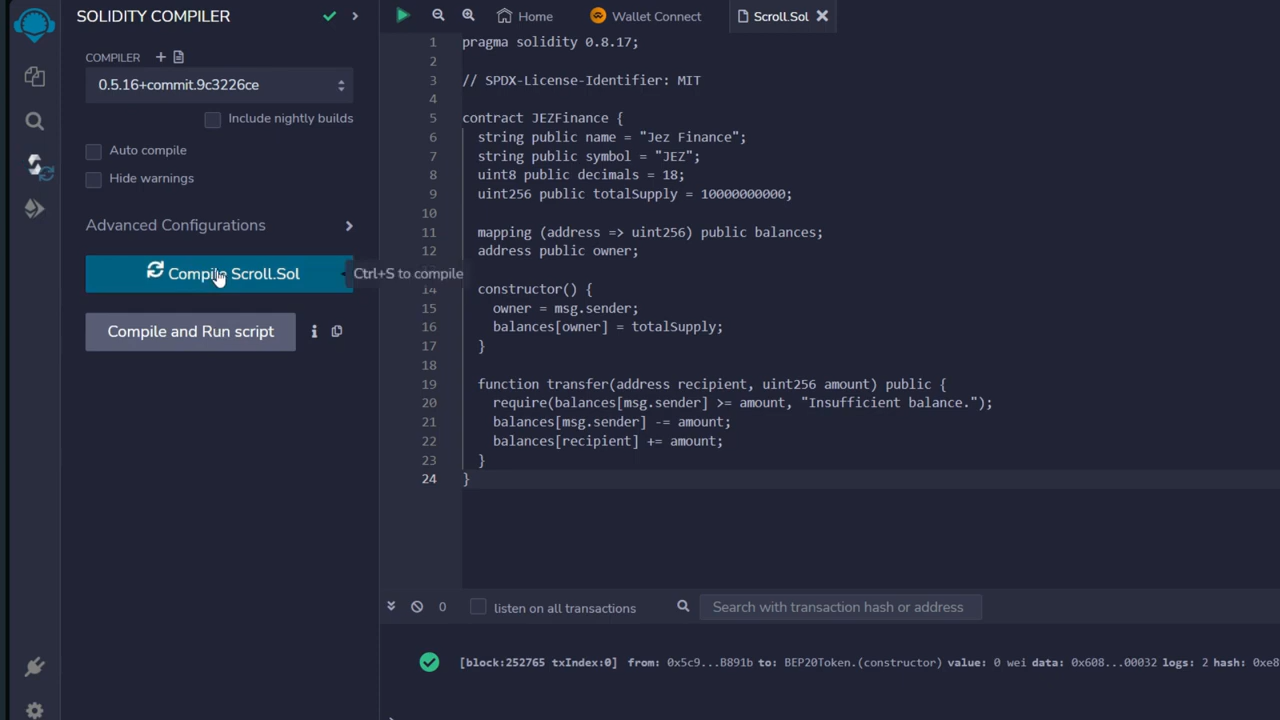 SOLIDITY COMPILER
COMPILER
0.5.16+commit.9c3226ce
Include nightly builds
Auto compile
Hide warnings
Advanced Configurations
Compile Scroll.Sol
Ctrl+S to compile
Compile and Run script
Home Wallet Connect Scroll.Sol
1 pragma solidity 0.8.17;
2
3 // SPDX-License-Identifier: MIT
4
5 contract JEZFinance {
6 string public name = "Jez Finance";
7 string public symbol = "JEZ";
8 uint8 public decimals = 18;
9 uint256 public totalSupply = 10000000000;
10
11 mapping (address => uint256) public balances;
12 address public owner;
14 constructor() {
15 owner = msg.sender;
16 balances[owner] = totalSupply;
17 }
18
19 function transfer(address recipient, uint256 amount) public {
20 require(balances[msg.sender] >= amount, "Insufficient balance.");
21 balances[msg.sender] -= amount;
22 balances[recipient] += amount;
23 }
24 }
0 listen on all transactions Search with transaction hash or address
[block:252765 txIndex:0] from: 0x5c9...B891b to: BEP20Token.(constructor) value: 0 wei data: 0x608...00032 logs: 2 hash: 0xe8